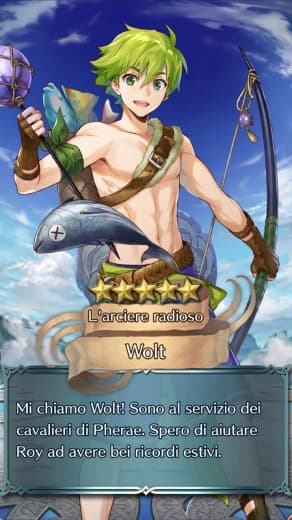 L'arciere radioso
Wolt
Mi chiamo Wolt! Sono al servizio dei
cavalieri di Pherae. Spero di aiutare
Roy ad avere bei ricordi estivi.